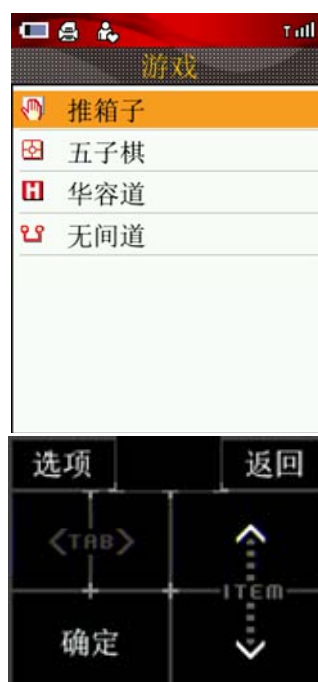 游戏
推箱子
五子棋
H 华容道
无间道
选项 返回
<TAB>
ITEM
确定